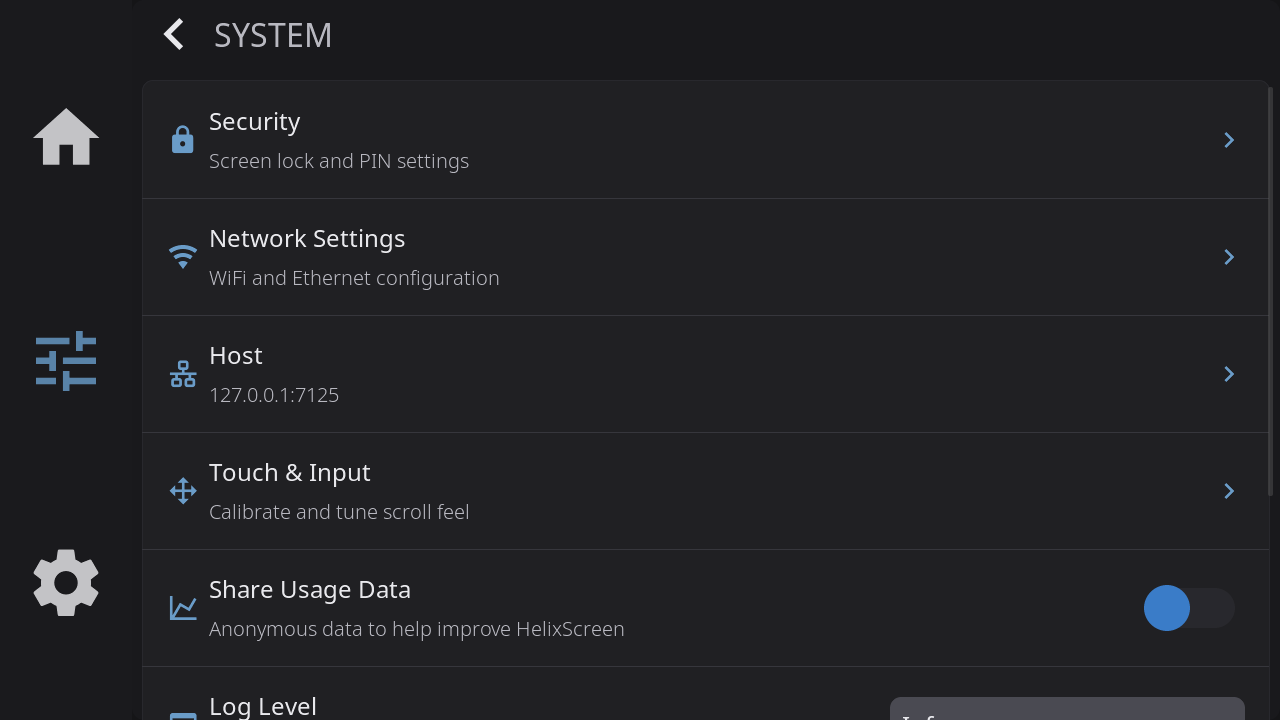 SYSTEM
Security
Screen lock and PIN settings
Network Settings
WiFi and Ethernet configuration
Host
127.0.0.1:7125
Touch & Input
Calibrate and tune scroll feel
Share Usage Data
Anonymous data to help improve HelixScreen
Log Level